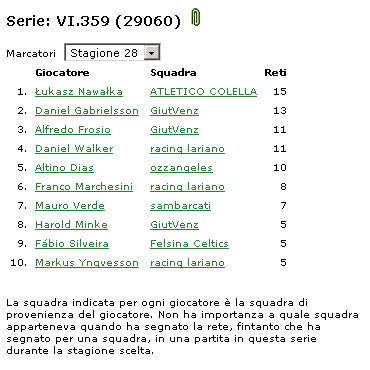 Serie: VI.359 (29060)
Marcatori Stagione 28
Giocatore Squadra Reti
1. Łukasz Nawałka ATLETICO COLELLA 15
2. Daniel Gabrielsson GiutVenz 13
3. Alfredo Frosio GiutVenz 11
4. Daniel Walker racing lariano 11
5. Altino Dias ozzangeles 10
6. Franco Marchesini racing lariano 8
7. Mauro Verde sambarcati 7
8. Harold Minke GiutVenz 5
9. Fábio Silveira Felsina Celtics 5
10. Markus Yngvesson racing lariano 5
La squadra indicata per ogni giocatore è la squadra di
provenienza del giocatore. Non ha importanza a quale squadra
apparteneva quando ha segnato la rete, fintanto che ha
segnato per una squadra, in una partita in questa serie
durante la stagione scelta.